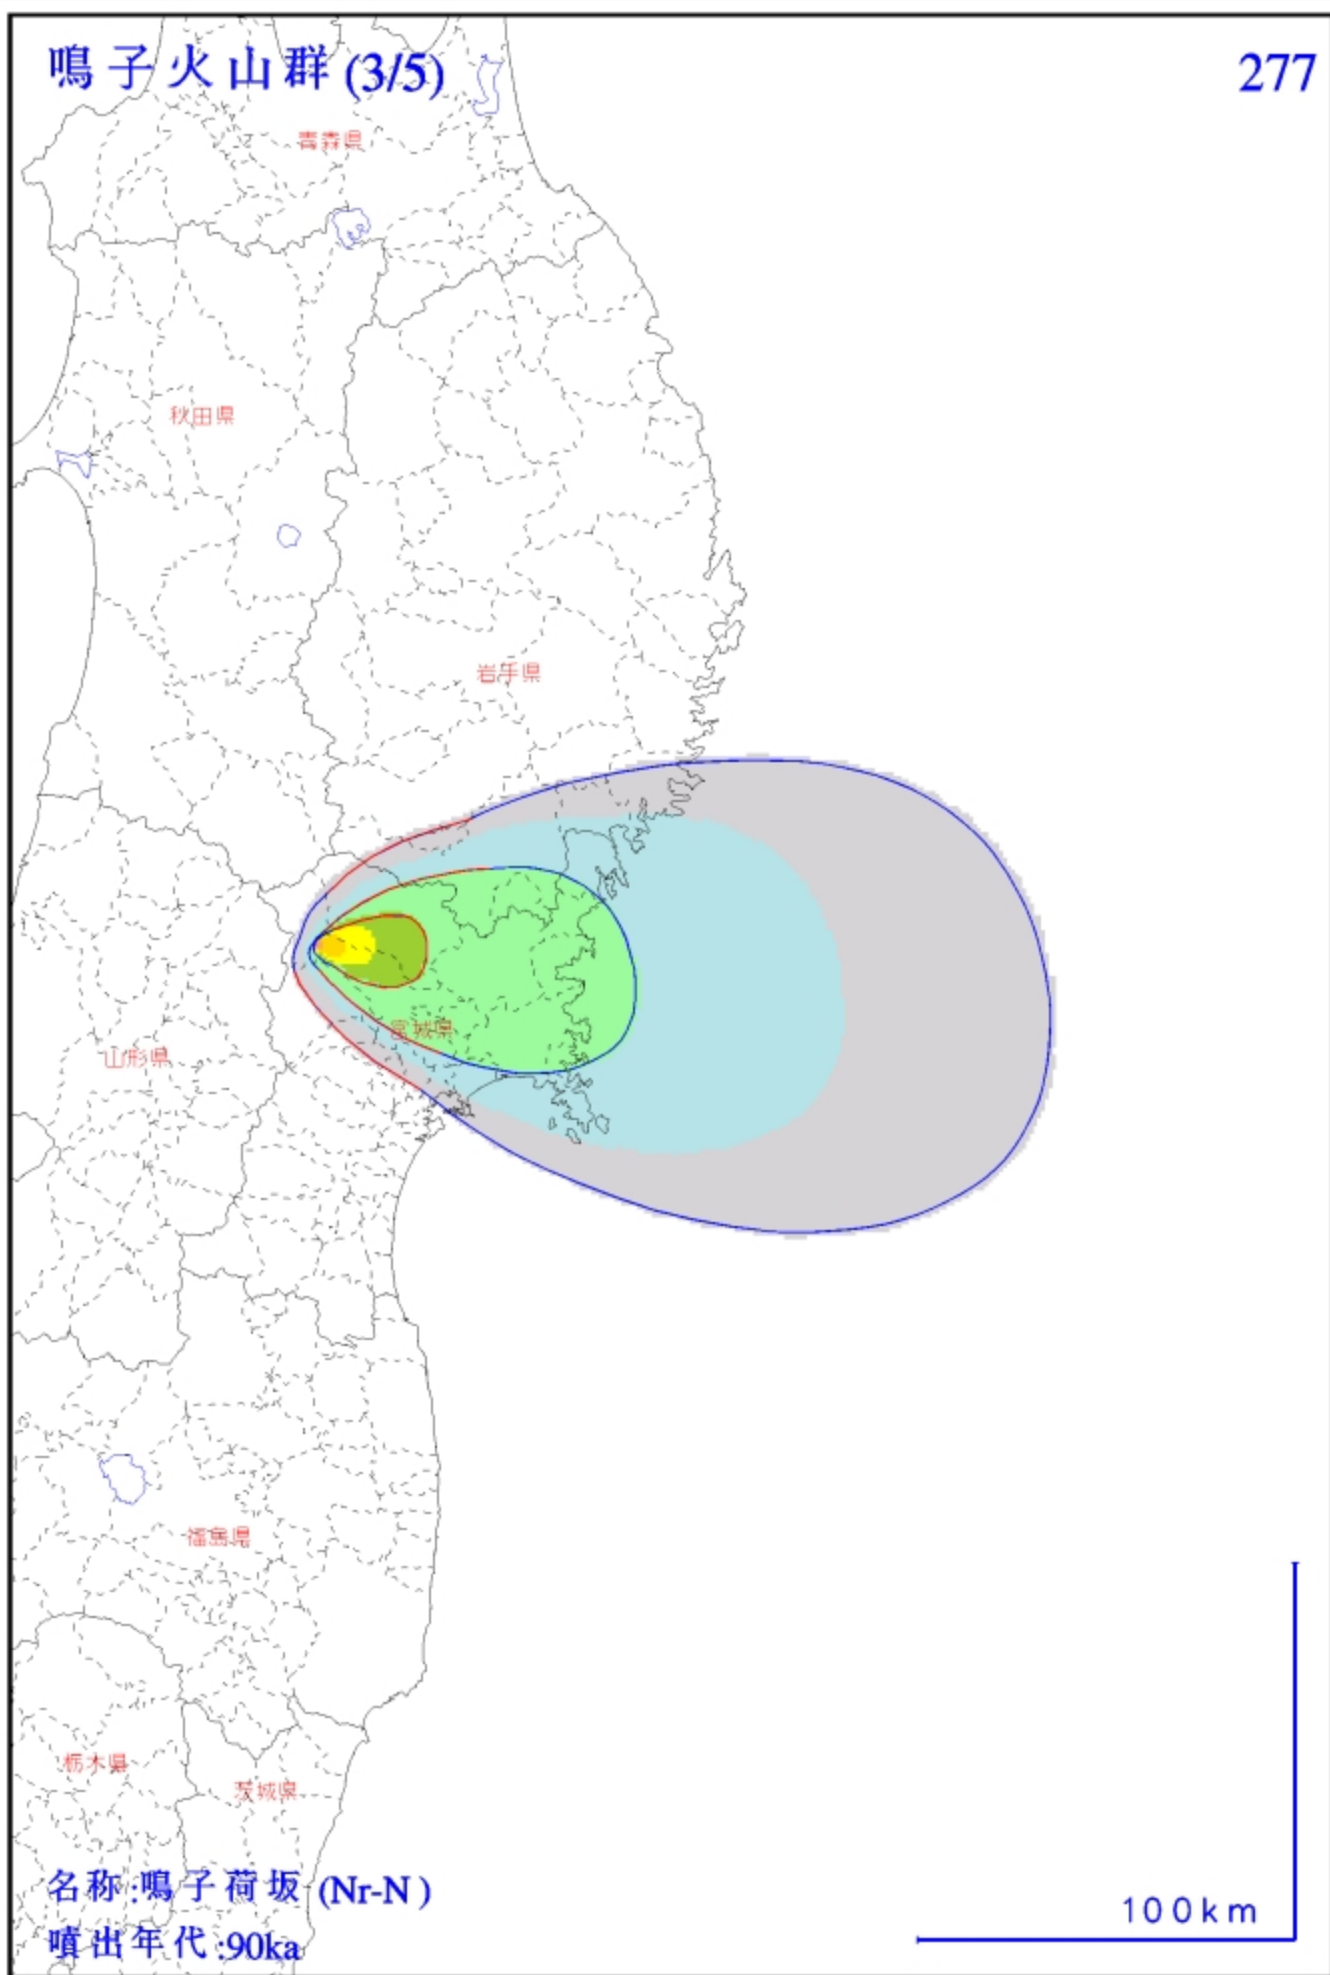 鳴子火山群(3/5)
277
青森県
秋田県
岩手県
宮城県
山形県
福島県
栃木県
茨城県
名称:鳴子荷坂 (Nr-N)
噴出年代:90ka
100km